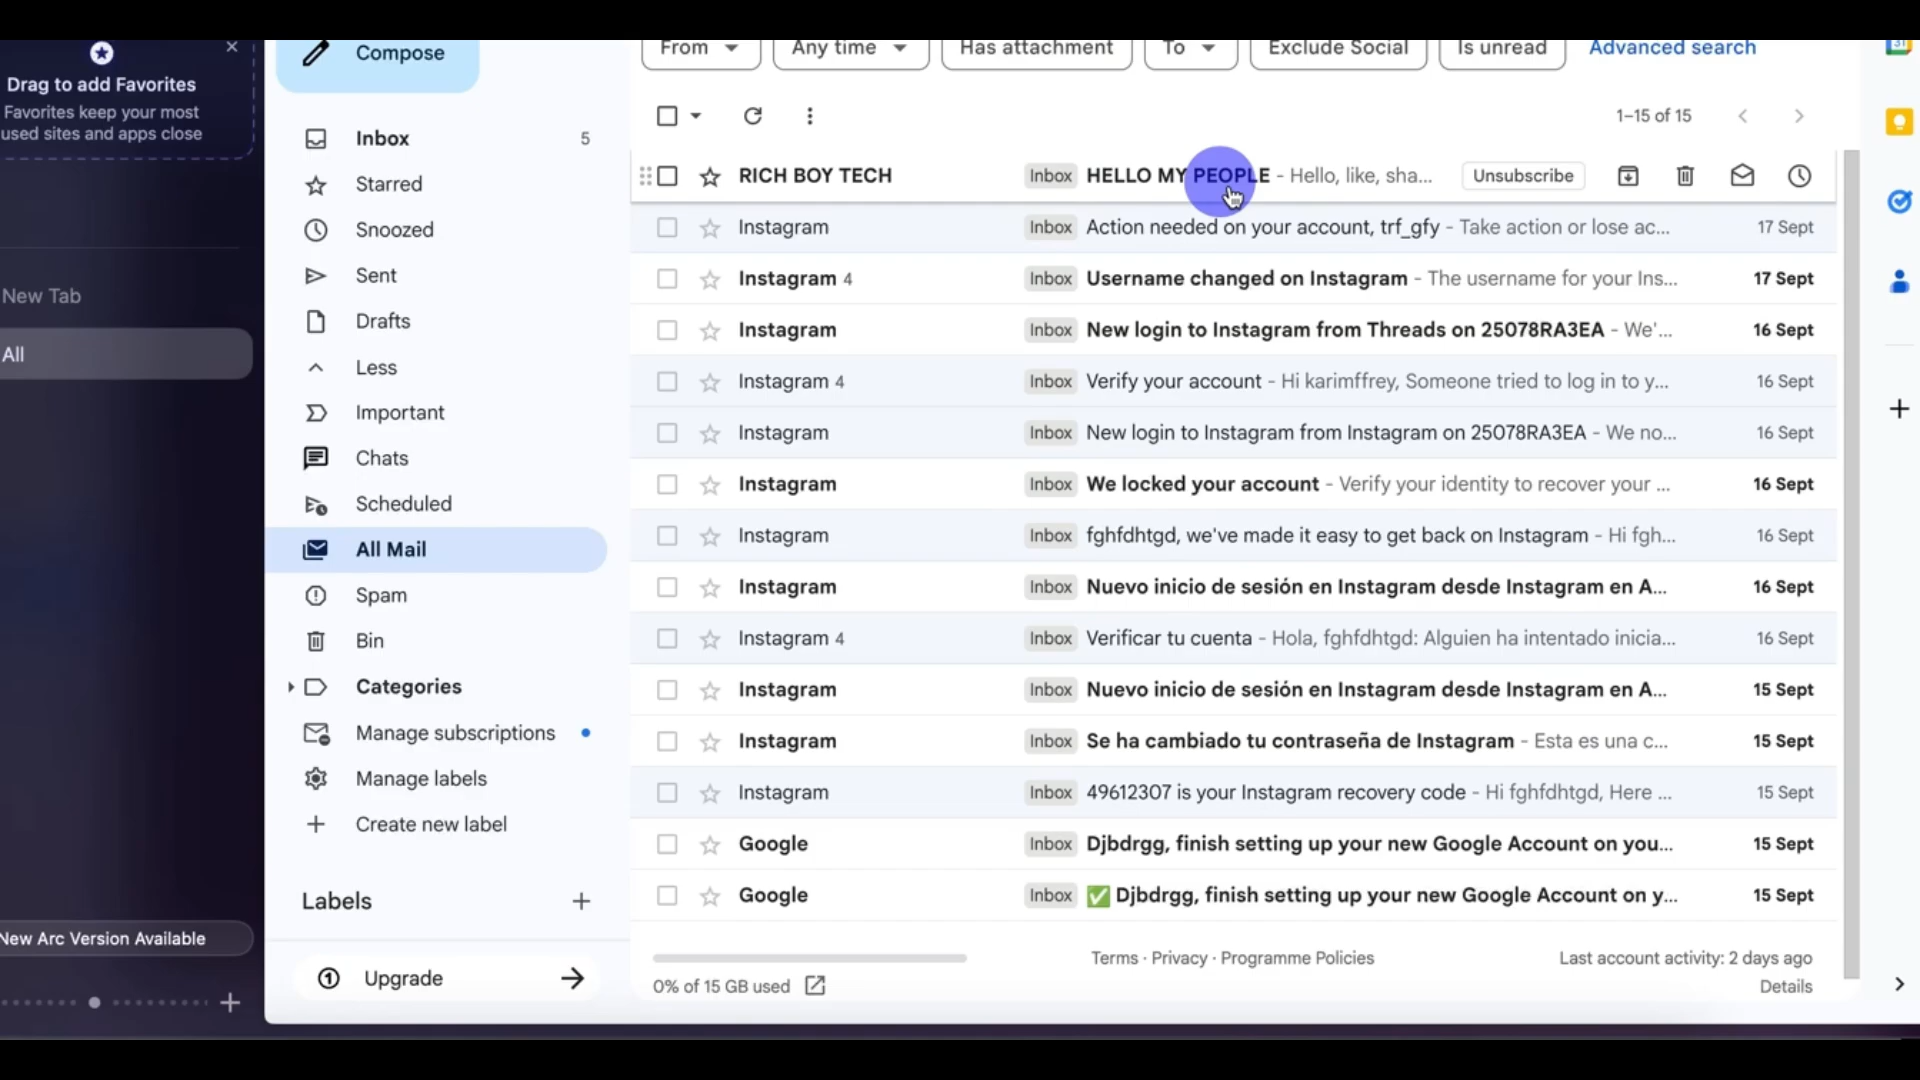 Drag to add Favorites
Favorites keep your most
used sites and apps close
New Tab
All
New Arc Version Available
Compose
Inbox 5
Starred
Snoozed
Sent
Drafts
Less
Important
Chats
Scheduled
All Mail
Spam
Bin
Categories
Manage subscriptions
Manage labels
Create new label
Labels
Upgrade
From Any time Has attachment To Exclude Social Is unread Advanced search
1–15 of 15
RICH BOY TECH Inbox HELLO MY PEOPLE - Hello, like, sha... Unsubscribe
Instagram Inbox Action needed on your account, trf_gfy - Take action or lose ac... 17 Sept
Instagram 4 Inbox Username changed on Instagram - The username for your Ins... 17 Sept
Instagram Inbox New login to Instagram from Threads on 25078RA3EA - We'... 16 Sept
Instagram 4 Inbox Verify your account - Hi karimffrey, Someone tried to log in to y... 16 Sept
Instagram Inbox New login to Instagram from Instagram on 25078RA3EA - We no... 16 Sept
Instagram Inbox We locked your account - Verify your identity to recover your ... 16 Sept
Instagram Inbox fghfdhtgd, we've made it easy to get back on Instagram - Hi fgh... 16 Sept
Instagram Inbox Nuevo inicio de sesión en Instagram desde Instagram en A... 16 Sept
Instagram 4 Inbox Verificar tu cuenta - Hola, fghfdhtgd: Alguien ha intentado inicia... 16 Sept
Instagram Inbox Nuevo inicio de sesión en Instagram desde Instagram en A... 15 Sept
Instagram Inbox Se ha cambiado tu contraseña de Instagram - Esta es una c... 15 Sept
Instagram Inbox 49612307 is your Instagram recovery code - Hi fghfdhtgd, Here ... 15 Sept
Google Inbox Djbdrgg, finish setting up your new Google Account on you... 15 Sept
Google Inbox ✅ Djbdrgg, finish setting up your new Google Account on y... 15 Sept
0% of 15 GB used
Terms · Privacy · Programme Policies
Last account activity: 2 days ago
Details
31